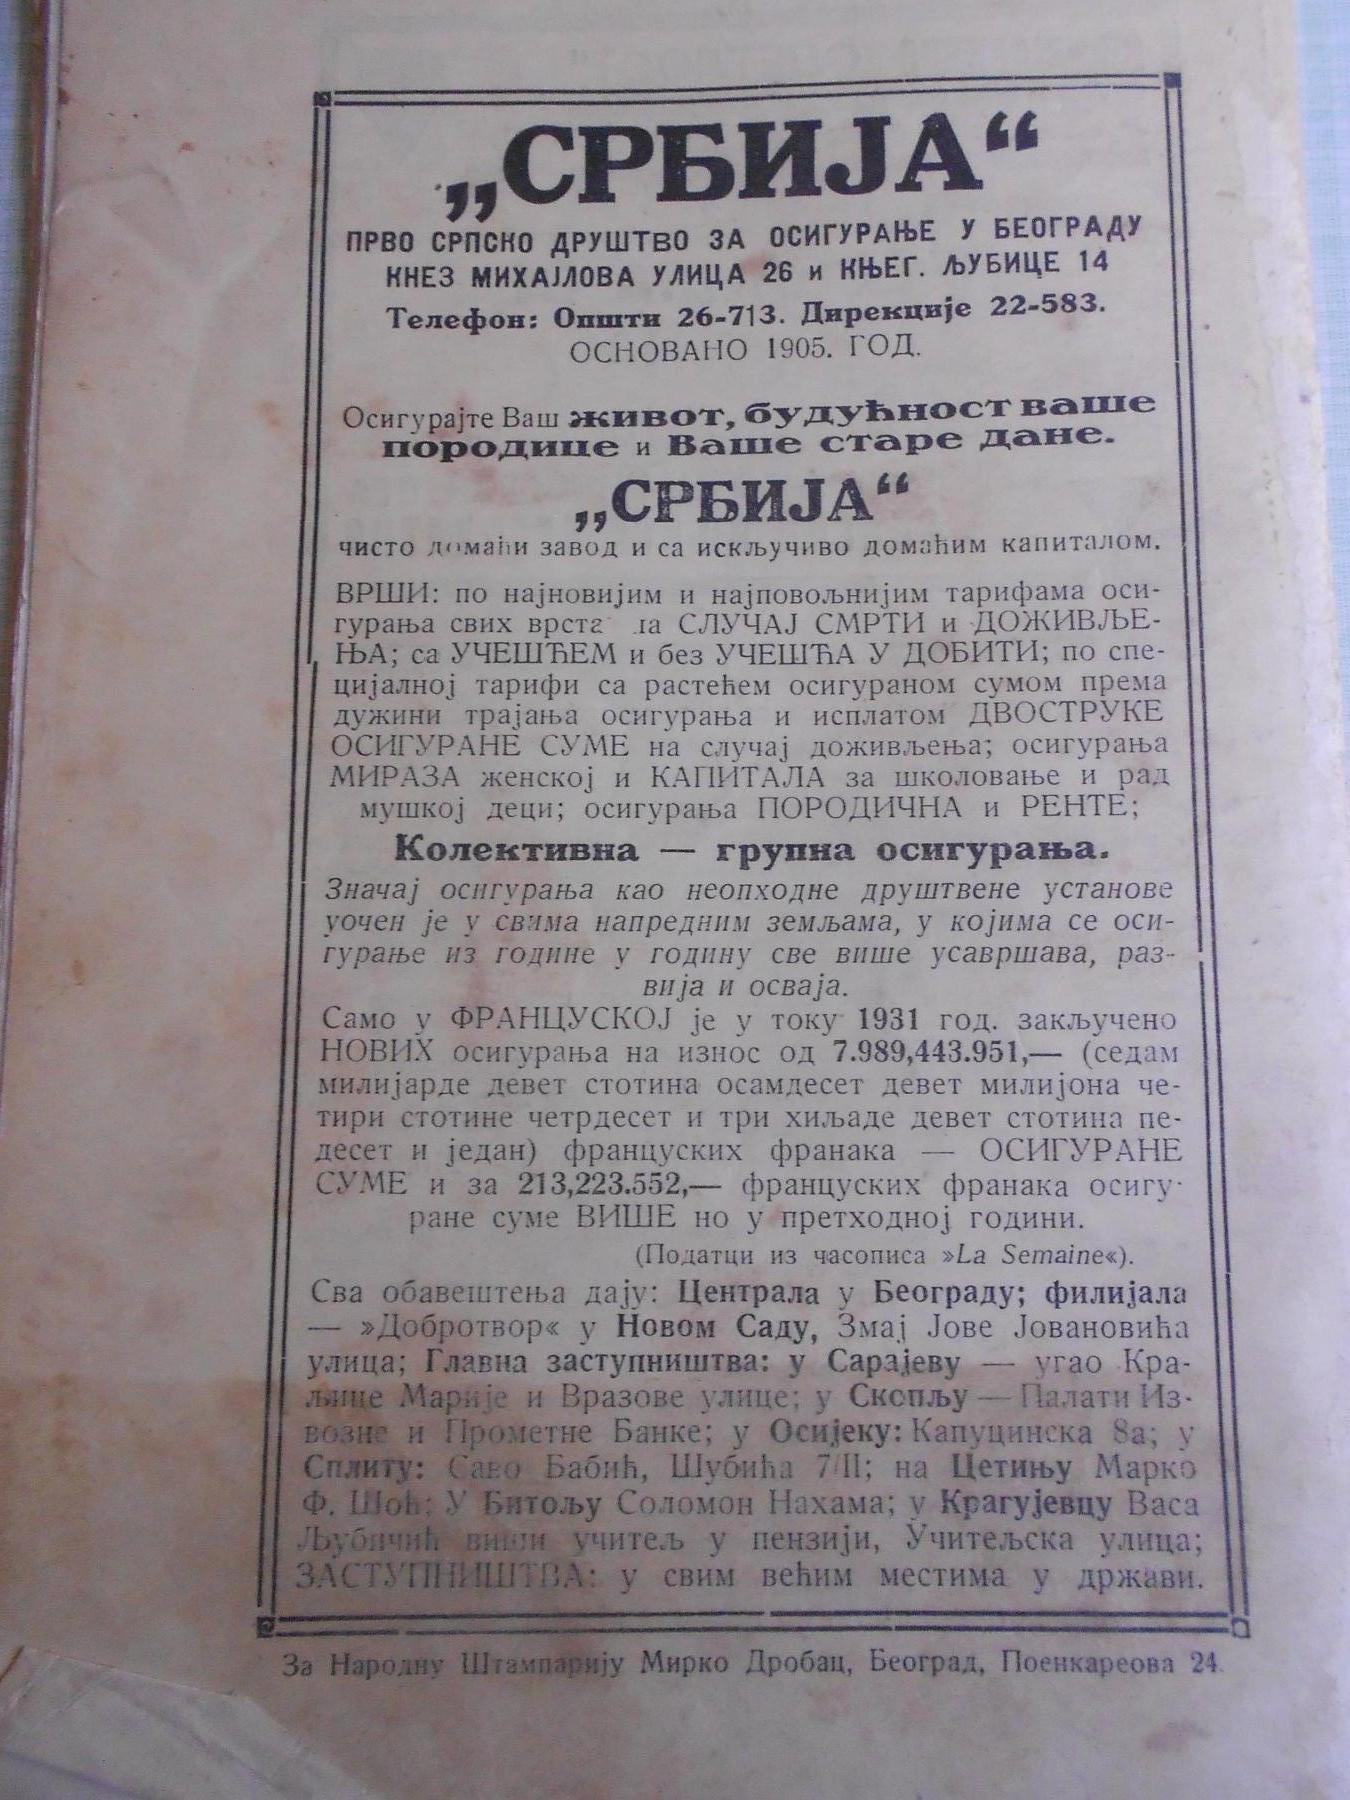 „СРБИЈА“
ПРВО СРПСКО ДРУШТВО ЗА ОСИГУРАЊЕ У БЕОГРАДУ
КНЕЗ МИХАЈЛОВА УЛИЦА 26 и КЊЕГ. ЉУБИЦЕ 14
Телефон: Општи 26-713. Дирекције 22-583.
ОСНОВАНО 1905. ГОД.
Осигурајте Ваш живот, будућност ваше
породице и Ваше старе дане.
„СРБИЈА“
чисто домаћи завод и са искључиво домаћим капиталом.
ВРШИ: по најновијим и најповољнијим тарифама оси-
гурања свих врста на СЛУЧАЈ СМРТИ и ДОЖИВЉЕ-
ЊА; са УЧЕШЋЕМ и без УЧЕШЋА У ДОБИТИ; по спе-
цијалној тарифи са растећем осигураном сумом према
дужини трајања осигурања и исплатом ДВОСТРУКЕ
ОСИГУРАНЕ СУМЕ на случај доживљења; осигурања
МИРАЗА женској и КАПИТАЛА за школовање и рад
мушкој деци; осигурања ПОРОДИЧНА и РЕНТЕ;
Колективна — групна осигурања.
Значај осигурања као неопходне друштвене установе
уочен је у свима напредним земљама, у којима се оси-
гурање из године у годину све више усавршава, раз-
вија и осваја.
Само у ФРАНЦУСКОЈ је у току 1931 год. закључено
НОВИХ осигурања на износ од 7.989,443.951,— (седам
милијарде девет стотина осамдесет девет милијона че-
тири стотине четрдесет и три хиљаде девет стотина пе-
десет и један) француских франака — ОСИГУРАНЕ
СУМЕ и за 213,223.552,— француских франака осигу-
ране суме ВИШЕ но у претходној години.
(Податци из часописа »La Semaine«).
Сва обавештења дају: Централа у Београду; филијала
— »Добротвор« у Новом Саду, Змај Јове Јовановића
улица; Главна заступништва: у Сарајеву — угао Кра-
љице Марије и Вразове улице; у Скопљу — Палати Из-
возне и Прометне Банке; у Осијеку: Капуцинска 8а; у
Сплиту: Саво Бабић, Шубића 7/II; на Цетињу Марко
Ф. Шоћ; У Битољу Соломон Нахама; у Крагујевцу Васа
Љубичић виши учитељ у пензији, Учитељска улица;
ЗАСТУПНИШТВА: у свим већим местима у држави.
За Народну Штампарију Мирко Дробац, Београд, Поенкареова 24